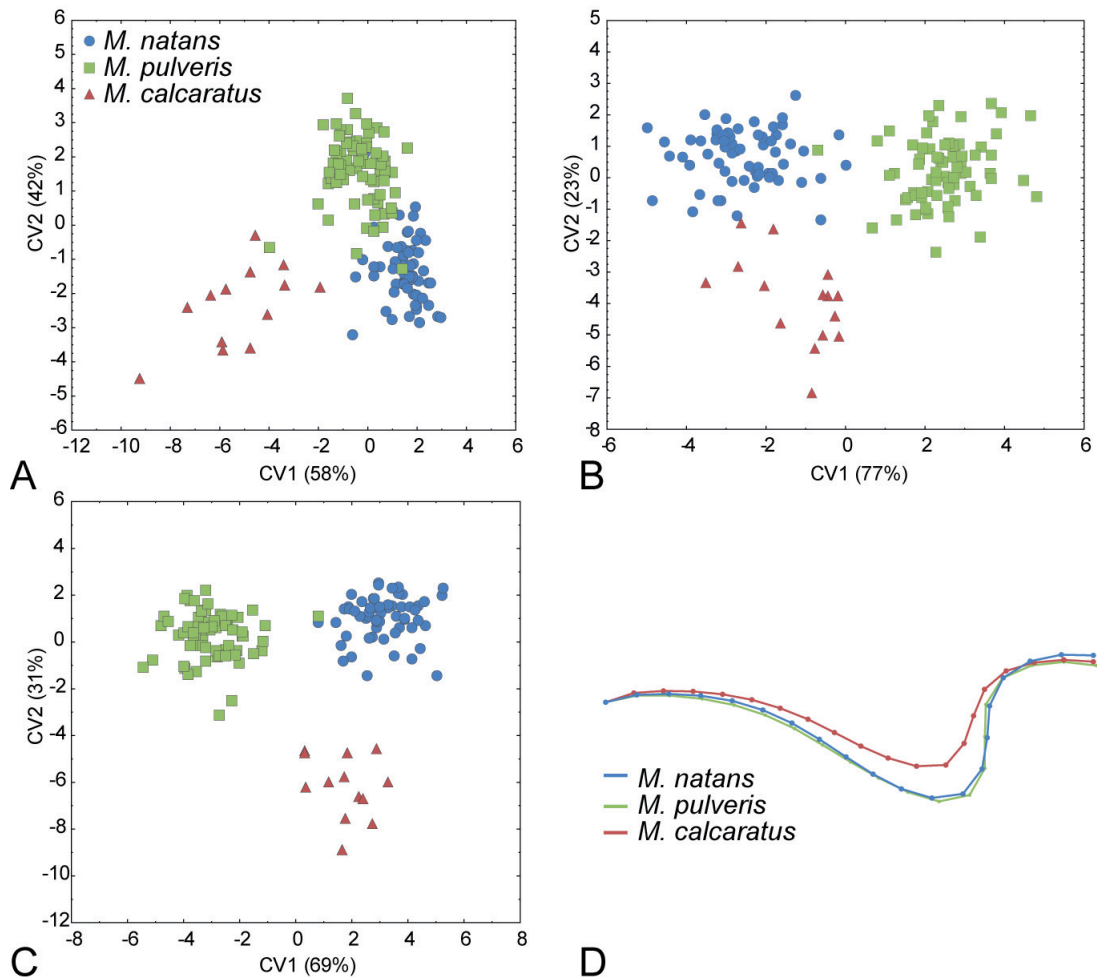 6
5
4
3
2
1
0
-1
-2
-3
-4
-5
-6
CV2 (42%)
M. natans
M. pulveris
M. calcaratus
-12 -10 -8 -6 -4 -2 0 2 4 6
CV1 (58%)
A
5
4
3
2
1
0
-1
-2
-3
-4
-5
-6
-7
-8
CV2 (23%)
-6 -4 -2 0 2 4 6
CV1 (77%)
B
6
4
2
0
-2
-4
-6
-8
-10
-12
CV2 (31%)
-8 -6 -4 -2 0 2 4 6 8
CV1 (69%)
C
M. natans
M. pulveris
M. calcaratus
D